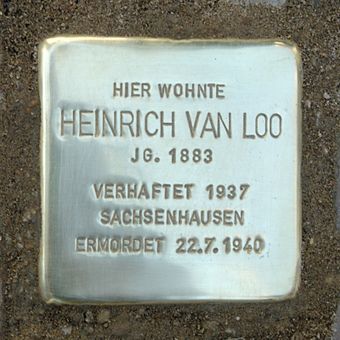 HIER WOHNTE
HEINRICH VAN LOO
JG. 1883
VERHAFTET 1937
SACHSENHAUSEN
ERMORDET 22.7.1940